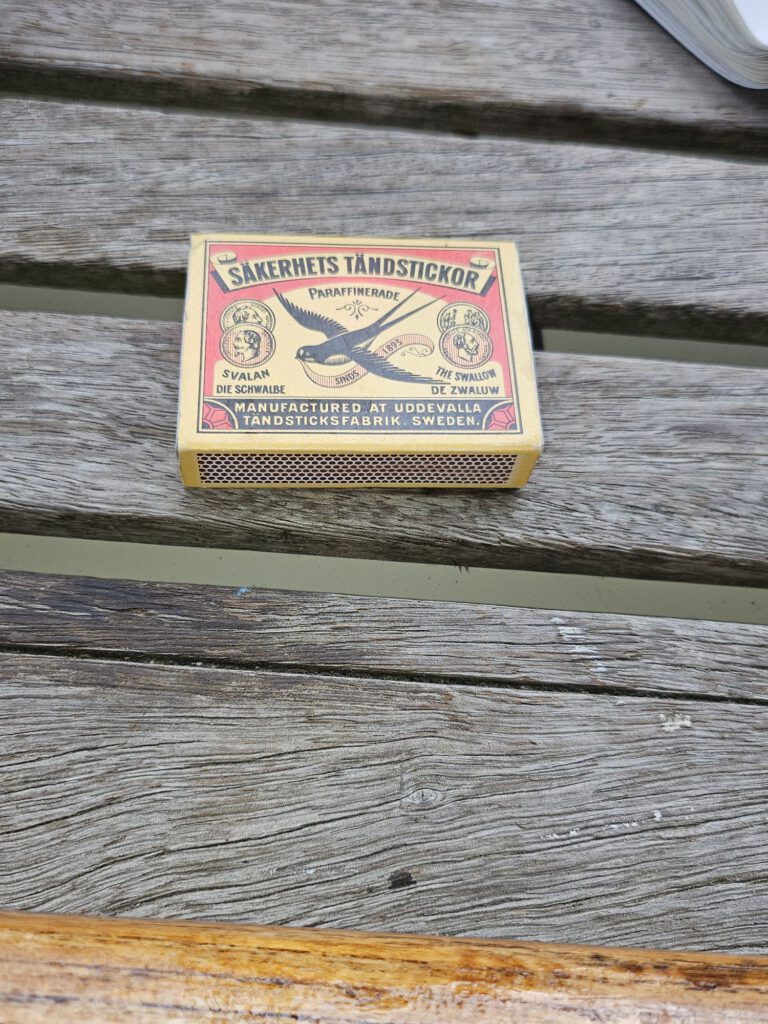 SÄKERHETS TÄNDSTICKOR
PARAFFINERADE
SINDS 1895
SVALAN
DIE SCHWALBE
THE SWALLOW
DE ZWALUW
MANUFACTURED AT UDDEVALLA
TÄNDSTICKSFABRIK. SWEDEN.